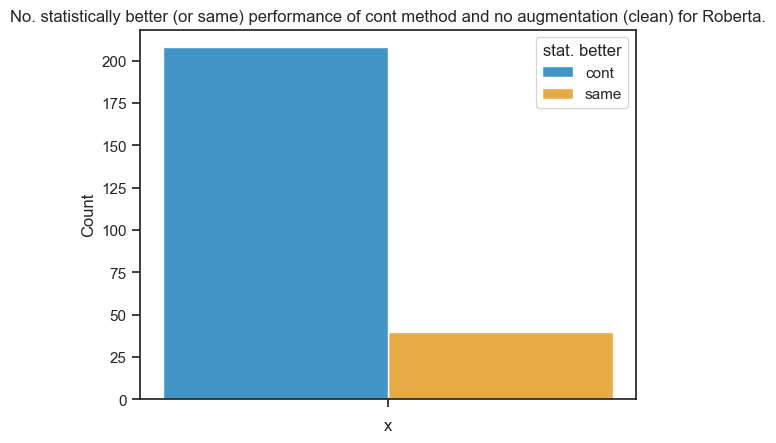 No. statistically better (or same) performance of cont method and no augmentation (clean) for Roberta.
stat. better
cont
same
200
175
150
125
100
75
50
25
0
Count
x